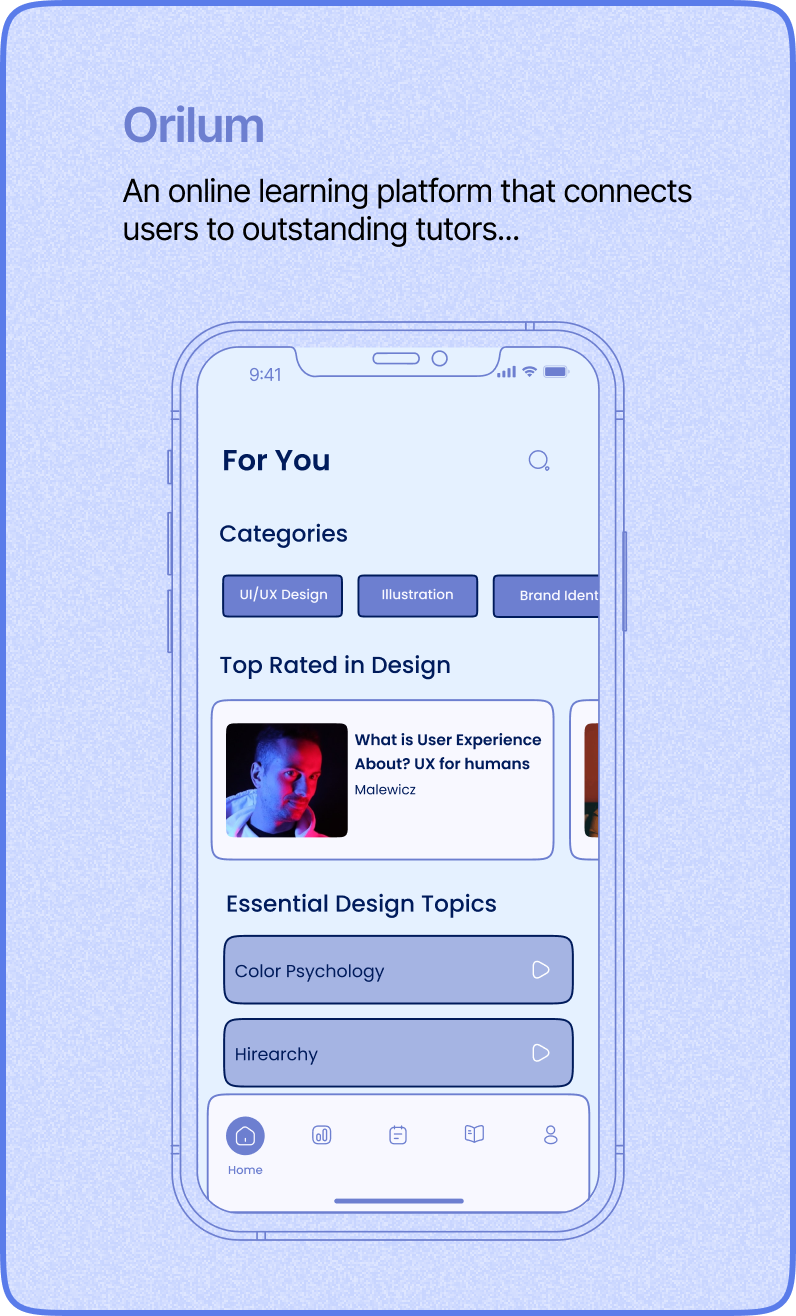 Orilum
An online learning platform that connects
users to outstanding tutors...
9:41
For You
Categories
UI/UX Design
Illustration
Brand Ident
Top Rated in Design
What is User Experience
About? UX for humans
Malewicz
Essential Design Topics
Color Psychology
Hirearchy
Home